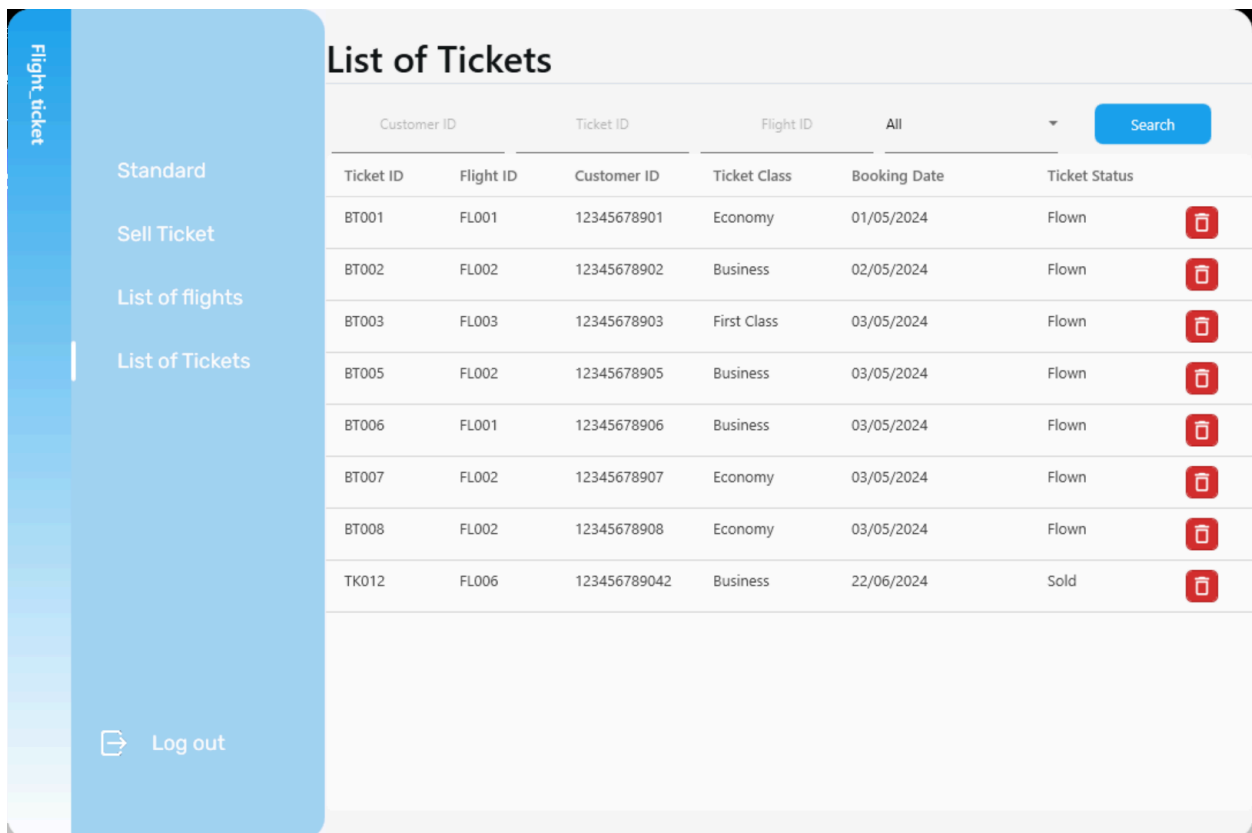 Flight_ticket
Standard
Sell Ticket
List of flights
List of Tickets
Log out
List of Tickets
Customer ID Ticket ID Flight ID All Search
Ticket ID Flight ID Customer ID Ticket Class Booking Date Ticket Status
BT001 FL001 12345678901 Economy 01/05/2024 Flown
BT002 FL002 12345678902 Business 02/05/2024 Flown
BT003 FL003 12345678903 First Class 03/05/2024 Flown
BT005 FL002 12345678905 Business 03/05/2024 Flown
BT006 FL001 12345678906 Business 03/05/2024 Flown
BT007 FL002 12345678907 Economy 03/05/2024 Flown
BT008 FL002 12345678908 Economy 03/05/2024 Flown
TK012 FL006 123456789042 Business 22/06/2024 Sold